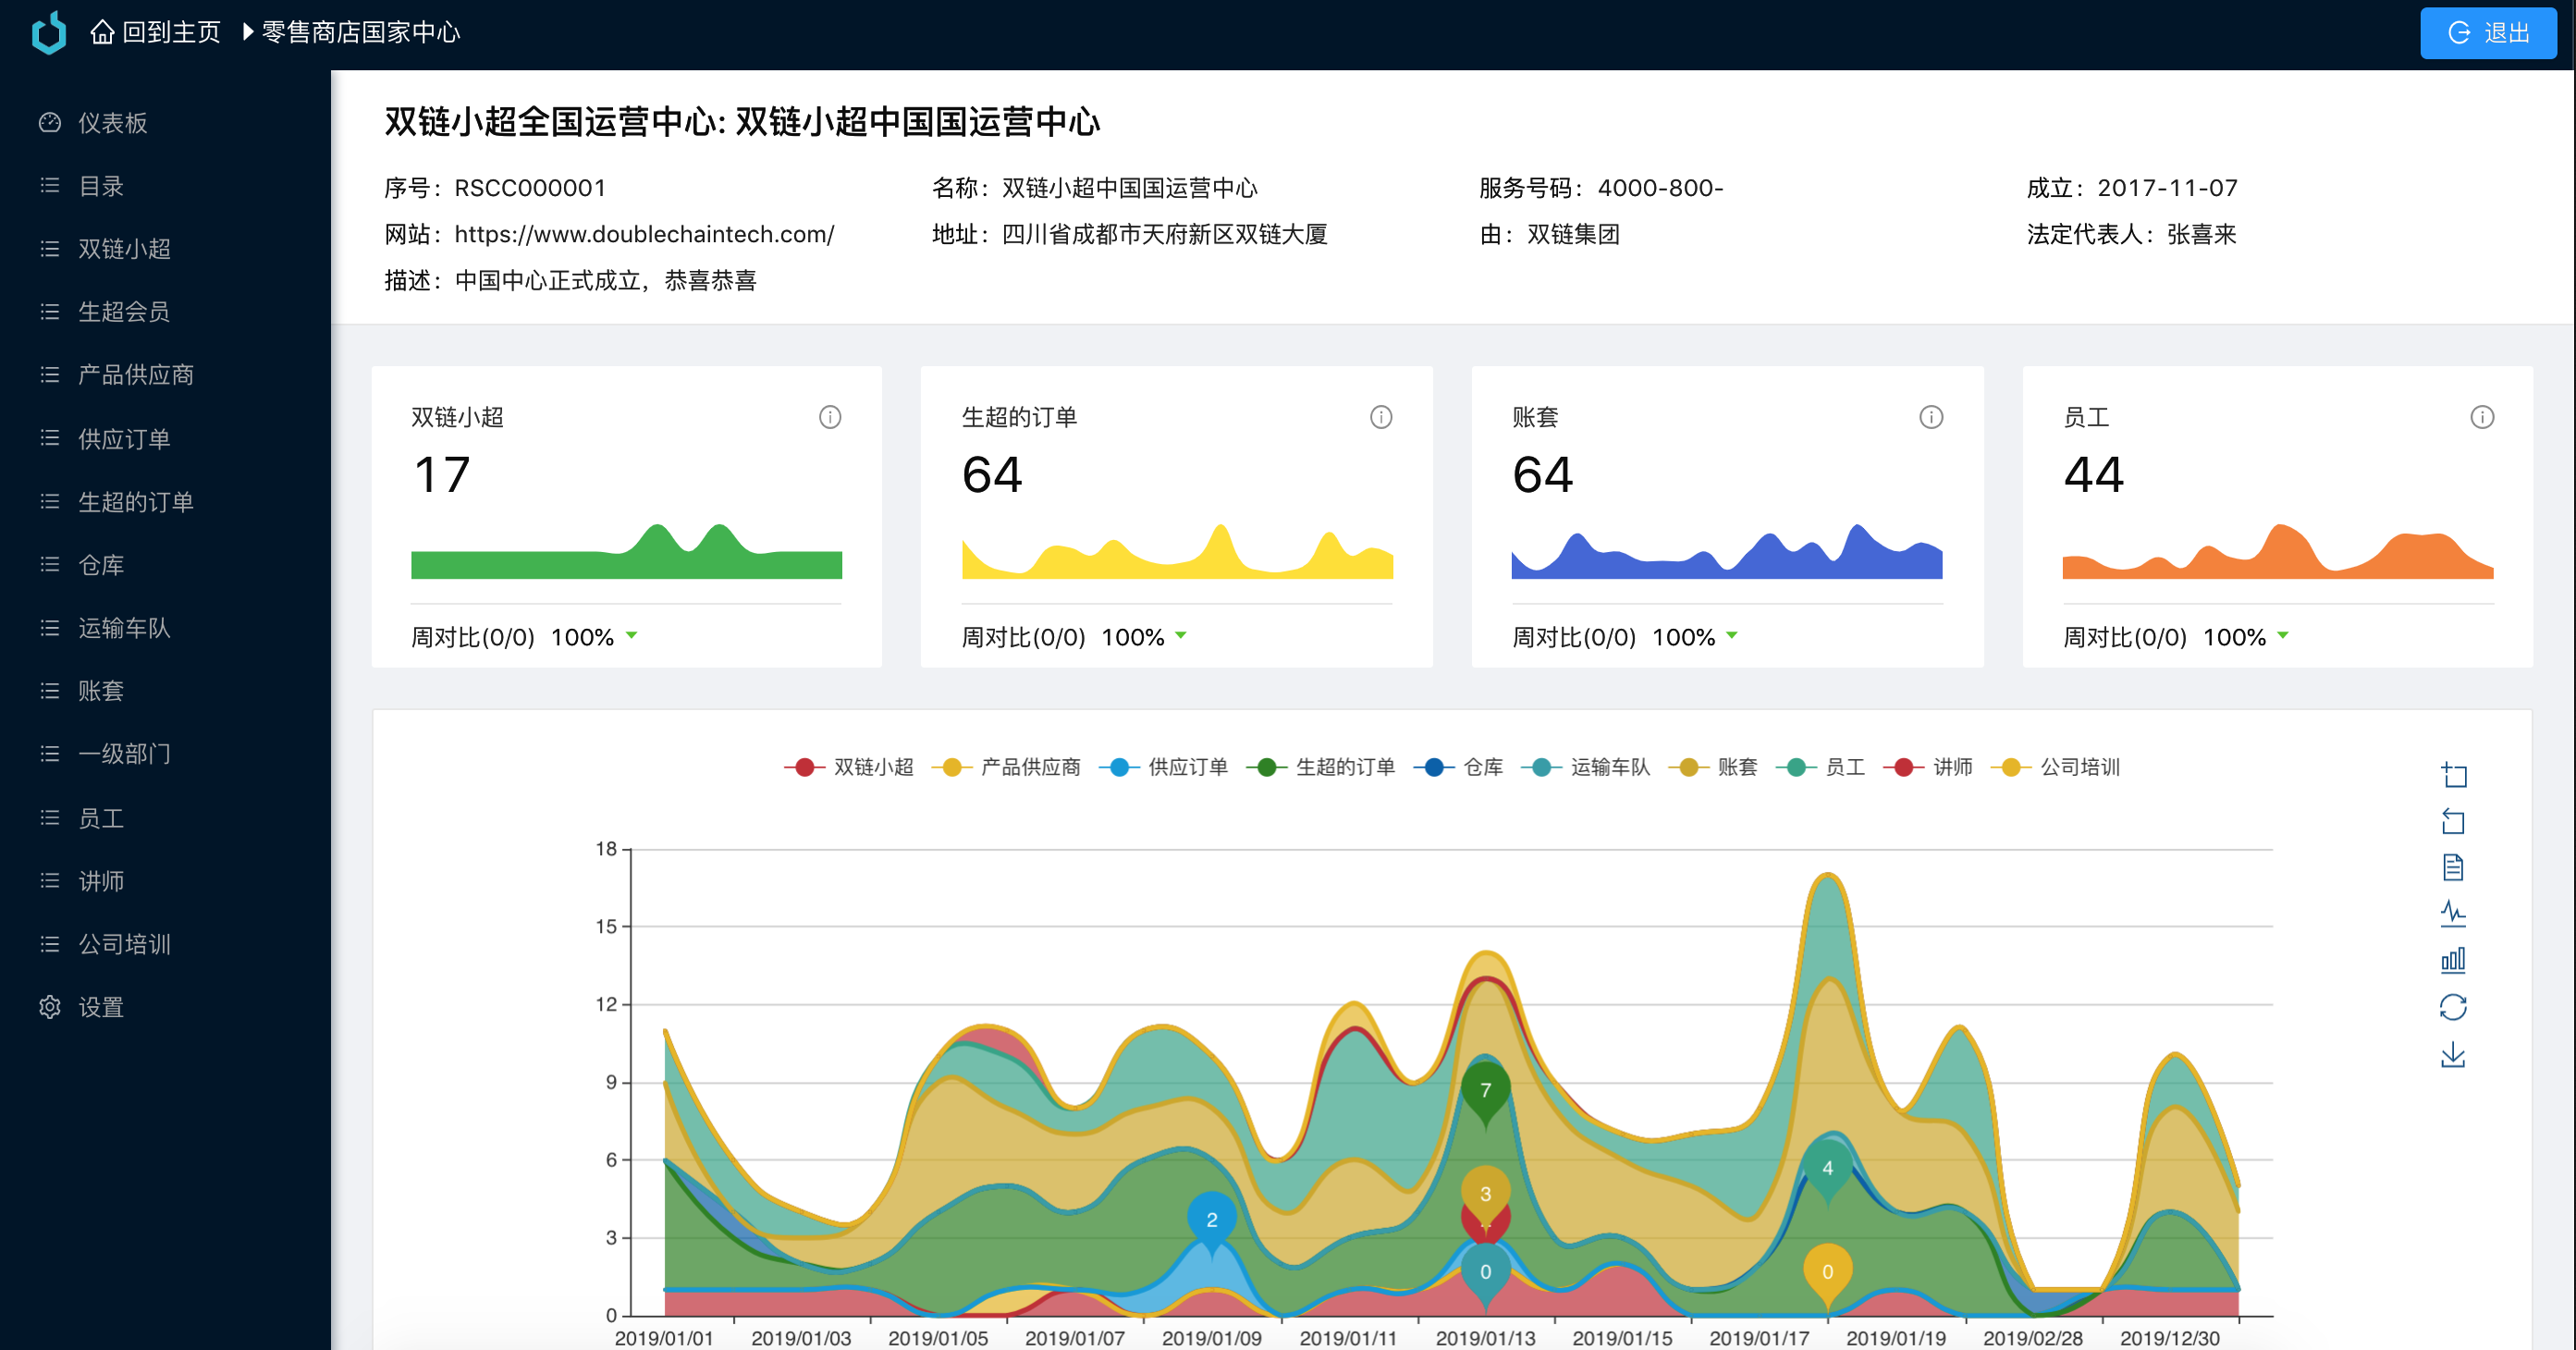 回到主页 零售商店国家中心 退出
仪表板
目录
双链小超
生超会员
产品供应商
供应订单
生超的订单
仓库
运输车队
账套
一级部门
员工
讲师
公司培训
设置
双链小超全国运营中心: 双链小超中国国运营中心
序号: RSCC000001 名称: 双链小超中国国运营中心 服务号码: 4000-800- 成立: 2017-11-07
网站: https://www.doublechaintech.com/ 地址: 四川省成都市天府新区双链大厦 由: 双链集团 法定代表人: 张喜来
描述: 中国中心正式成立，恭喜恭喜
双链小超
17
周对比(0/0) 100%
生超的订单
64
周对比(0/0) 100%
账套
64
周对比(0/0) 100%
员工
44
周对比(0/0) 100%
双链小超 产品供应商 供应订单 生超的订单 仓库 运输车队 账套 员工 讲师 公司培训
18
15
12
9
6
3
0
7
3
2
0
4
0
2019/01/01 2019/01/03 2019/01/05 2019/01/07 2019/01/09 2019/01/11 2019/01/13 2019/01/15 2019/01/17 2019/01/19 2019/02/28 2019/12/30